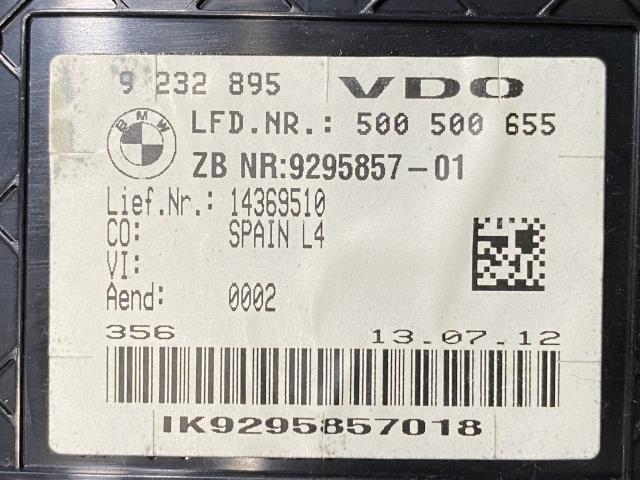 9 232 895 VDO
BMW
LFD.NR.: 500 500 655
ZB NR:9295857-01
Lief.Nr.: 14369510
CO: SPAIN L4
VI:
Aend: 0002
356 13.07.12
IK9295857018